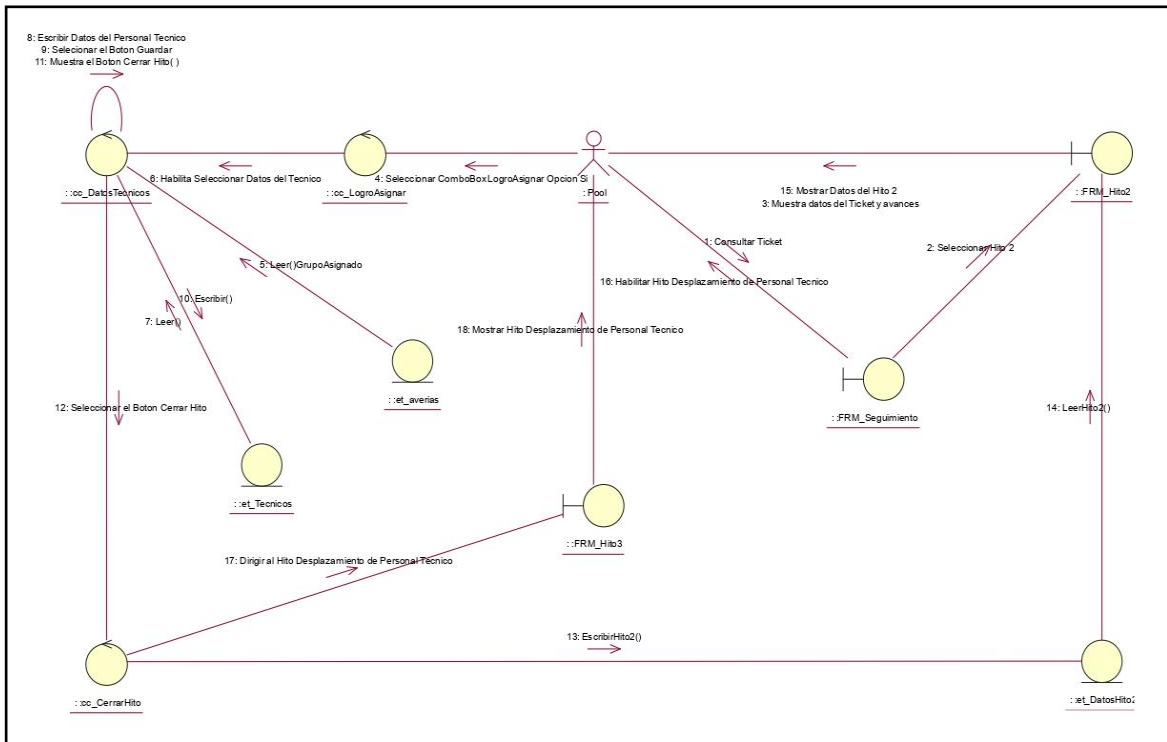 8: Escribir Datos del Personal Tecnico
9: Selecionar el Boton Guardar
11: Muestra el Boton Cerrar Hito( )
6: Habilita Seleccionar Datos del Tecnico
4: Seleccionar ComboBoxLogroAsignar Opcion Si
: :cc_DatosTecnicos
: :cc_LogroAsignar
: Pool
15: Mostrar Datos del Hito 2
3: Muestra datos del Ticket y avances
: :FRM_Hito2
1: Consultar Ticket
2: Seleccionar Hito 2
5: Leer()GrupoAsignado
16: Habilitar Hito Desplazamiento de Personal Tecnico
10: Escribir()
7: Leer()
18: Mostrar Hito Desplazamiento de Personal Tecnico
: :et_averias
12: Seleccionar el Boton Cerrar Hito
14: LeerHito2()
: :FRM_Seguimiento
: :et_Tecnicos
: :FRM_Hito3
17: Dirigir al Hito Desplazamiento de Personal Tecnico
13: EscribirHito2()
: :cc_CerrarHito
: :et_DatosHito2